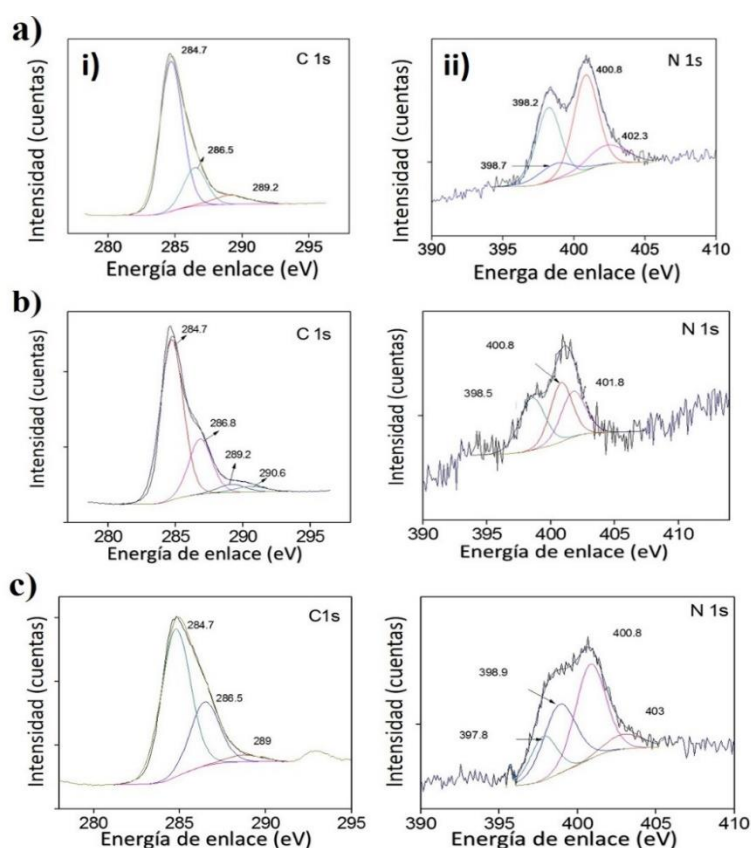 a)
i)
C 1s
284.7
286.5
289.2
Intensidad (cuentas)
280 285 290 295
Energía de enlace (eV)
ii)
N 1s
400.8
398.2
402.3
398.7
Intensidad (cuentas)
390 395 400 405 410
Energa de enlace (eV)
b)
C 1s
284.7
286.8
289.2
290.6
Intensidad (cuentas)
280 285 290 295
Energía de enlace (eV)
N 1s
400.8
398.5
401.8
Intensidad (cuentas)
390 395 400 405 410
Energía de enlace (eV)
c)
C1s
284.7
286.5
289
Intensidad (cuentas)
280 285 290 295
Energía de enlace (eV)
N 1s
400.8
398.9
397.8
403
Intensidad (cuentas)
390 395 400 405 410
Energía de enlace (eV)